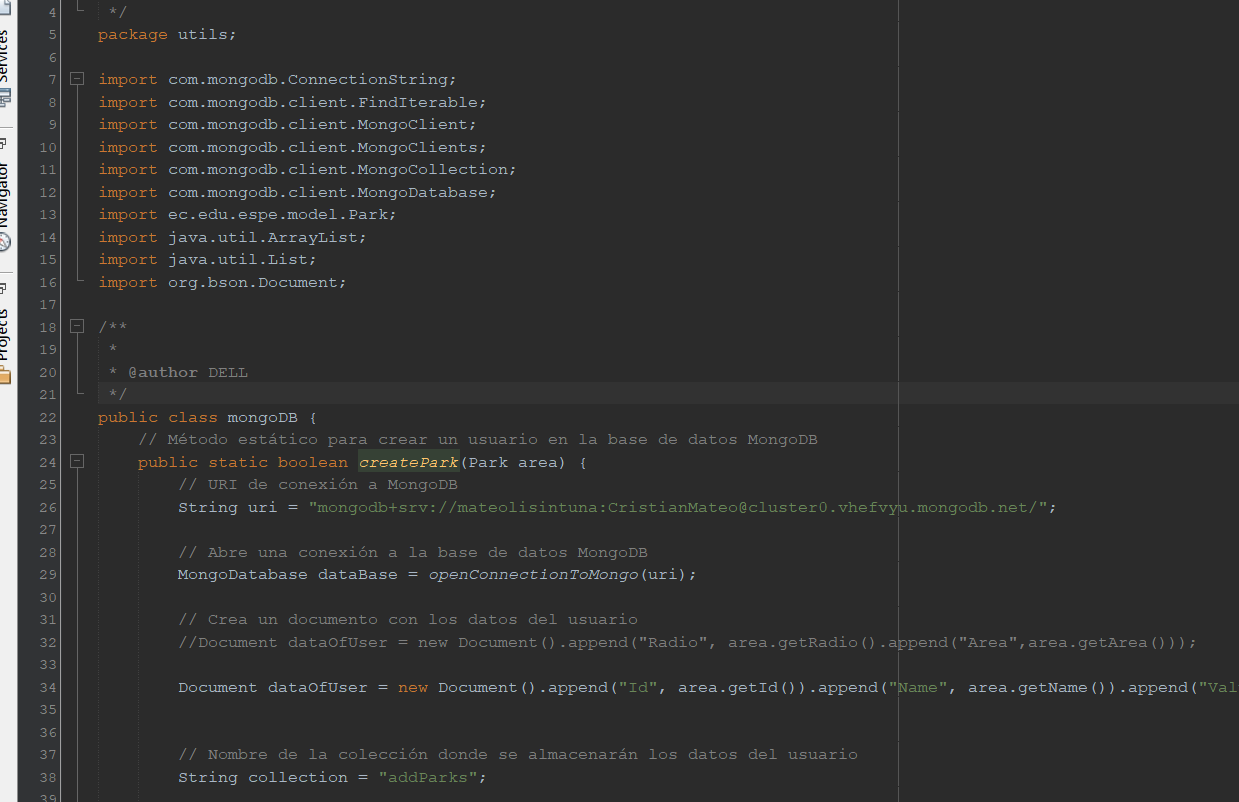 Services
Navigator
Projects
4 */
5 package utils;
6
7 import com.mongodb.ConnectionString;
8 import com.mongodb.client.FindIterable;
9 import com.mongodb.client.MongoClient;
10 import com.mongodb.client.MongoClients;
11 import com.mongodb.client.MongoCollection;
12 import com.mongodb.client.MongoDatabase;
13 import ec.edu.espe.model.Park;
14 import java.util.ArrayList;
15 import java.util.List;
16 import org.bson.Document;
17
18 /**
19 *
20 * @author DELL
21 */
22 public class mongoDB {
23 // Método estático para crear un usuario en la base de datos MongoDB
24 public static boolean createPark(Park area) {
25 // URI de conexión a MongoDB
26 String uri = "mongodb+srv://mateolisintuna:CristianMateo@cluster0.vhefvyu.mongodb.net/";
27
28 // Abre una conexión a la base de datos MongoDB
29 MongoDatabase dataBase = openConnectionToMongo(uri);
30
31 // Crea un documento con los datos del usuario
32 //Document dataOfUser = new Document().append("Radio", area.getRadio().append("Area",area.getArea()));
33
34 Document dataOfUser = new Document().append("Id", area.getId()).append("Name", area.getName()).append("Val
35
36
37 // Nombre de la colección donde se almacenarán los datos del usuario
38 String collection = "addParks";
39